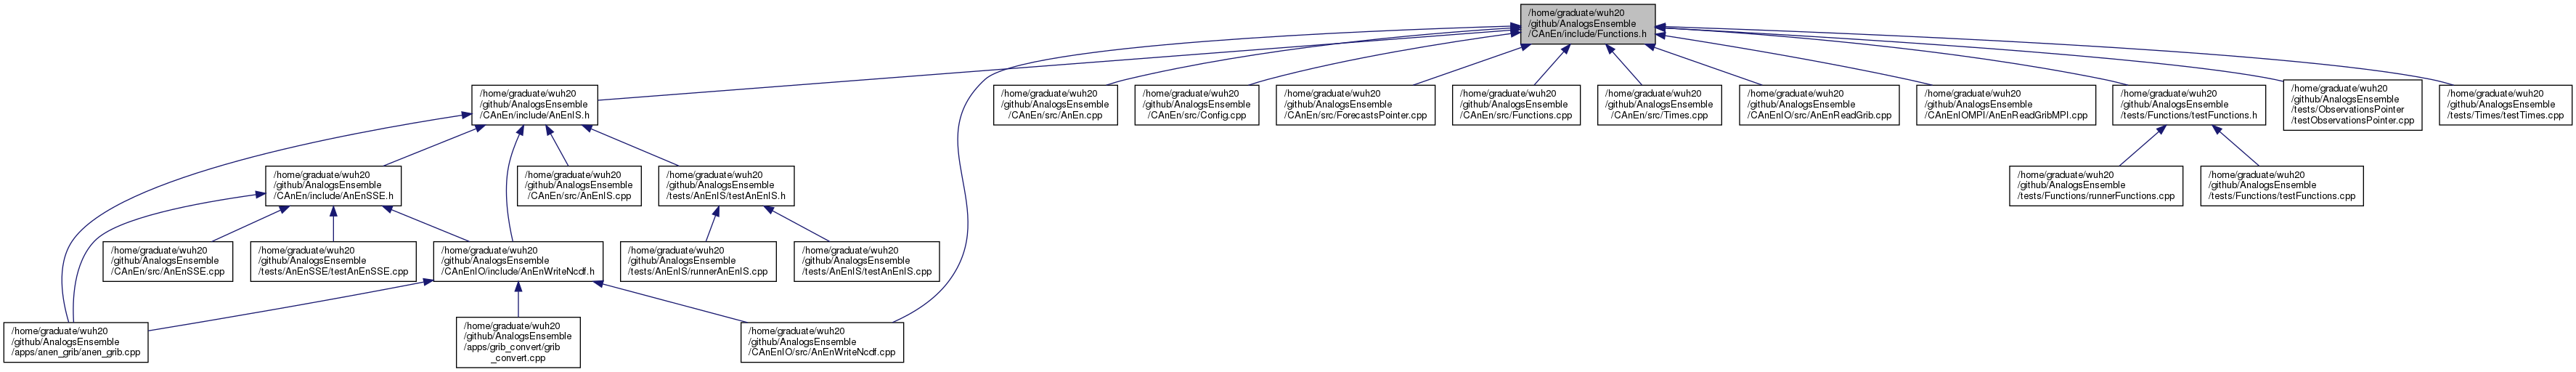 /home/graduate/wuh20
/github/AnalogsEnsemble
/CAnEn/include/Functions.h
/home/graduate/wuh20
/github/AnalogsEnsemble
/CAnEn/include/AnEnIS.h
/home/graduate/wuh20
/github/AnalogsEnsemble
/CAnEn/src/AnEn.cpp
/home/graduate/wuh20
/github/AnalogsEnsemble
/CAnEn/src/Config.cpp
/home/graduate/wuh20
/github/AnalogsEnsemble
/CAnEn/src/ForecastsPointer.cpp
/home/graduate/wuh20
/github/AnalogsEnsemble
/CAnEn/src/Functions.cpp
/home/graduate/wuh20
/github/AnalogsEnsemble
/CAnEn/src/Times.cpp
/home/graduate/wuh20
/github/AnalogsEnsemble
/CAnEnIO/src/AnEnReadGrib.cpp
/home/graduate/wuh20
/github/AnalogsEnsemble
/CAnEnIOMPI/AnEnReadGribMPI.cpp
/home/graduate/wuh20
/github/AnalogsEnsemble
/tests/Functions/testFunctions.h
/home/graduate/wuh20
/github/AnalogsEnsemble
/tests/ObservationsPointer
/testObservationsPointer.cpp
/home/graduate/wuh20
/github/AnalogsEnsemble
/tests/Times/testTimes.cpp
/home/graduate/wuh20
/github/AnalogsEnsemble
/CAnEn/include/AnEnSSE.h
/home/graduate/wuh20
/github/AnalogsEnsemble
/CAnEn/src/AnEnIS.cpp
/home/graduate/wuh20
/github/AnalogsEnsemble
/tests/AnEnIS/testAnEnIS.h
/home/graduate/wuh20
/github/AnalogsEnsemble
/tests/Functions/runnerFunctions.cpp
/home/graduate/wuh20
/github/AnalogsEnsemble
/tests/Functions/testFunctions.cpp
/home/graduate/wuh20
/github/AnalogsEnsemble
/CAnEn/src/AnEnSSE.cpp
/home/graduate/wuh20
/github/AnalogsEnsemble
/tests/AnEnSSE/testAnEnSSE.cpp
/home/graduate/wuh20
/github/AnalogsEnsemble
/CAnEnIO/include/AnEnWriteNcdf.h
/home/graduate/wuh20
/github/AnalogsEnsemble
/tests/AnEnIS/runnerAnEnIS.cpp
/home/graduate/wuh20
/github/AnalogsEnsemble
/tests/AnEnIS/testAnEnIS.cpp
/home/graduate/wuh20
/github/AnalogsEnsemble
/apps/anen_grib/anen_grib.cpp
/home/graduate/wuh20
/github/AnalogsEnsemble
/apps/grib_convert/grib
_convert.cpp
/home/graduate/wuh20
/github/AnalogsEnsemble
/CAnEnIO/src/AnEnWriteNcdf.cpp